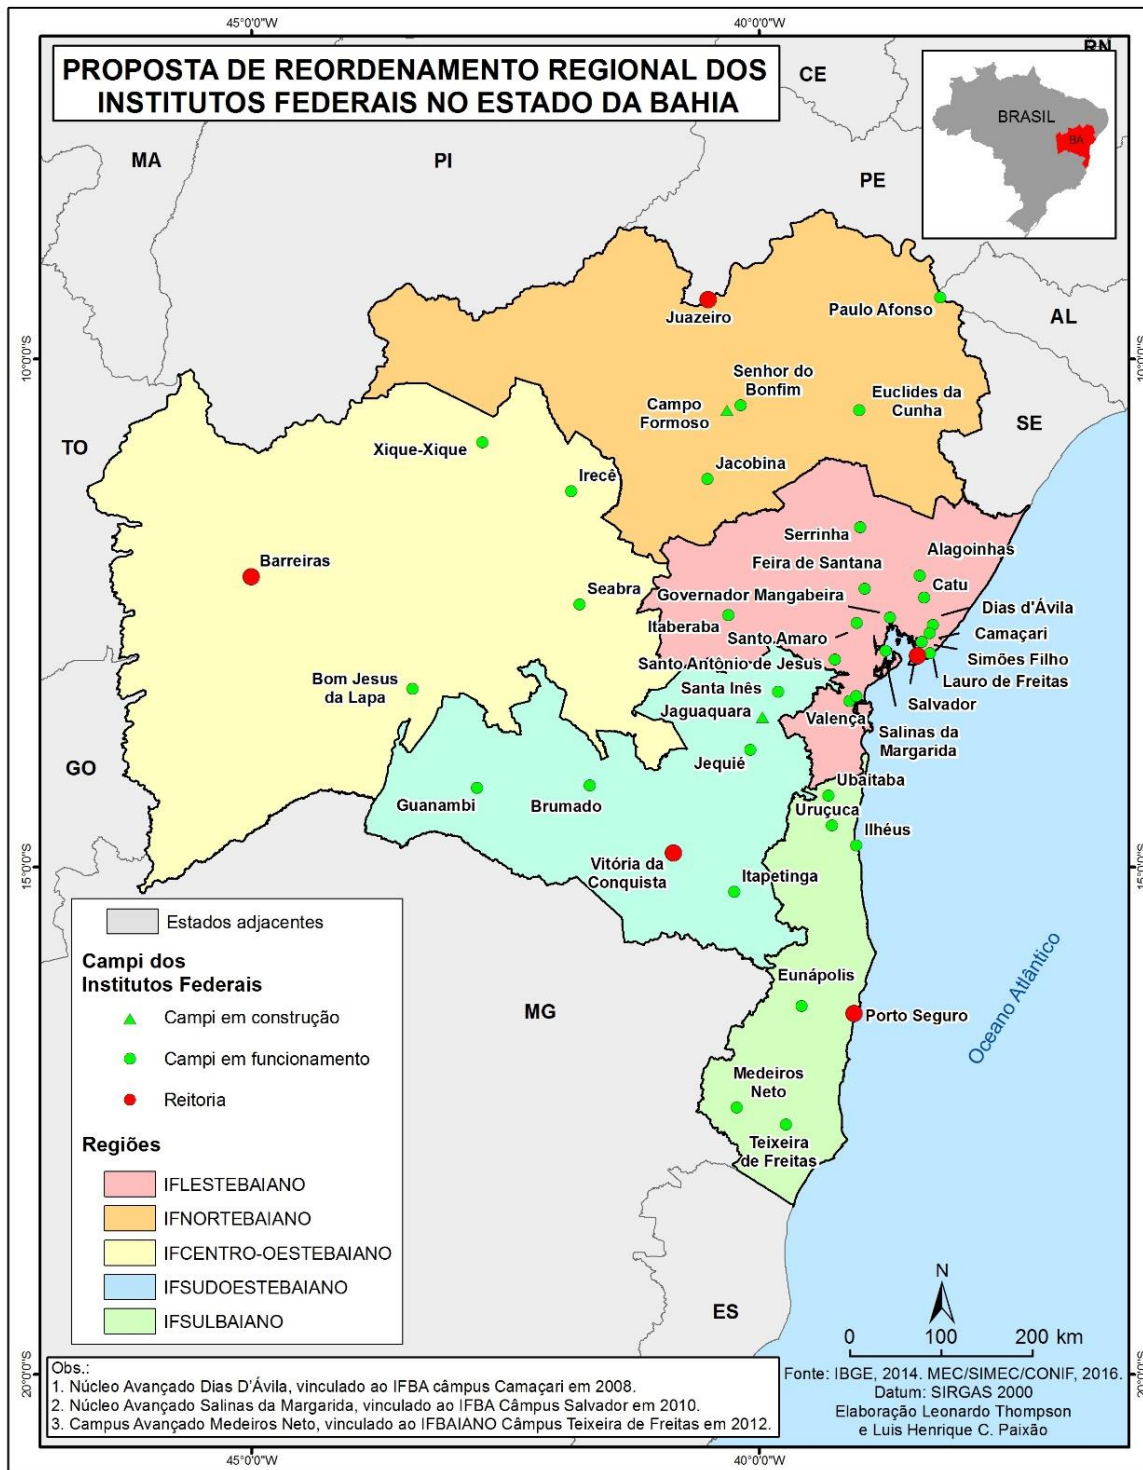 45°0'0"W
40°0'0"W
PROPOSTA DE REORDENAMENTO REGIONAL DOS
INSTITUTOS FEDERAIS NO ESTADO DA BAHIA
RN
CE
BRASIL
BA
MA
PI
PE
Juazeiro
Paulo Afonso
AL
10°0'0"S
10°0'0"S
Senhor do
Bonfim
Campo
Formoso
Euclides da
Cunha
SE
TO
Xique-Xique
Irecê
Jacobina
Serrinha
Alagoinhas
Barreiras
Feira de Santana
Catu
Seabra
Governador Mangabeira
Dias d'Ávila
Itaberaba
Santo Amaro
Camaçari
Simões Filho
Santo Antônio de Jesus
Lauro de Freitas
Bom Jesus
da Lapa
Santa Inês
Salvador
Jaguaquara
Valença
Salinas da
Margarida
GO
Jequié
Ubaitaba
Guanambi
Brumado
Uruçuca
Ilhéus
15°0'0"S
15°0'0"S
Vitória da
Conquista
Itapetinga
Estados adjacentes
Campi dos
Institutos Federais
Campi em construção
Campi em funcionamento
Reitoria
Regiões
IFLESTEBAIANO
IFNORTEBAIANO
IFCENTRO-OESTEBAIANO
IFSUDOESTEBAIANO
IFSULBAIANO
MG
Eunápolis
Porto Seguro
Oceano Atlântico
Medeiros
Neto
Teixeira
de Freitas
ES
N
0 100 200 km
20°0'0"S
20°0'0"S
Obs.:
1. Núcleo Avançado Dias D'Ávila, vinculado ao IFBA câmpus Camaçari em 2008.
2. Núcleo Avançado Salinas da Margarida, vinculado ao IFBA Câmpus Salvador em 2010.
3. Campus Avançado Medeiros Neto, vinculado ao IFBAIANO Câmpus Teixeira de Freitas em 2012.
Fonte: IBGE, 2014. MEC/SIMEC/CONIF, 2016.
Datum: SIRGAS 2000
Elaboração Leonardo Thompson
e Luis Henrique C. Paixão
45°0'0"W
40°0'0"W